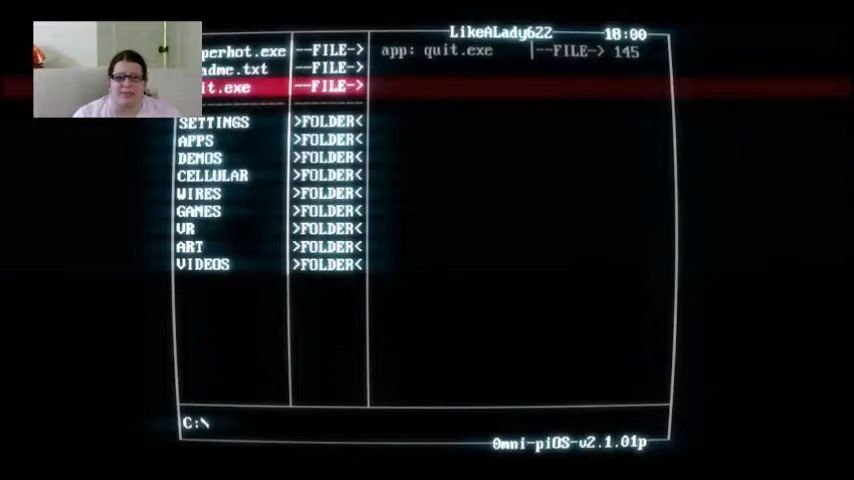 LikeALady622 18:00
perhot.exe --FILE-> app: quit.exe |--FILE-> 145
adme.txt --FILE->
it.exe --FILE->
SETTINGS >FOLDER<
APPS >FOLDER<
DEMOS >FOLDER<
CELLULAR >FOLDER<
WIRES >FOLDER<
GAMES >FOLDER<
VR >FOLDER<
ART >FOLDER<
VIDEOS >FOLDER<
C:\
0mni-piOS-v2.1.01p